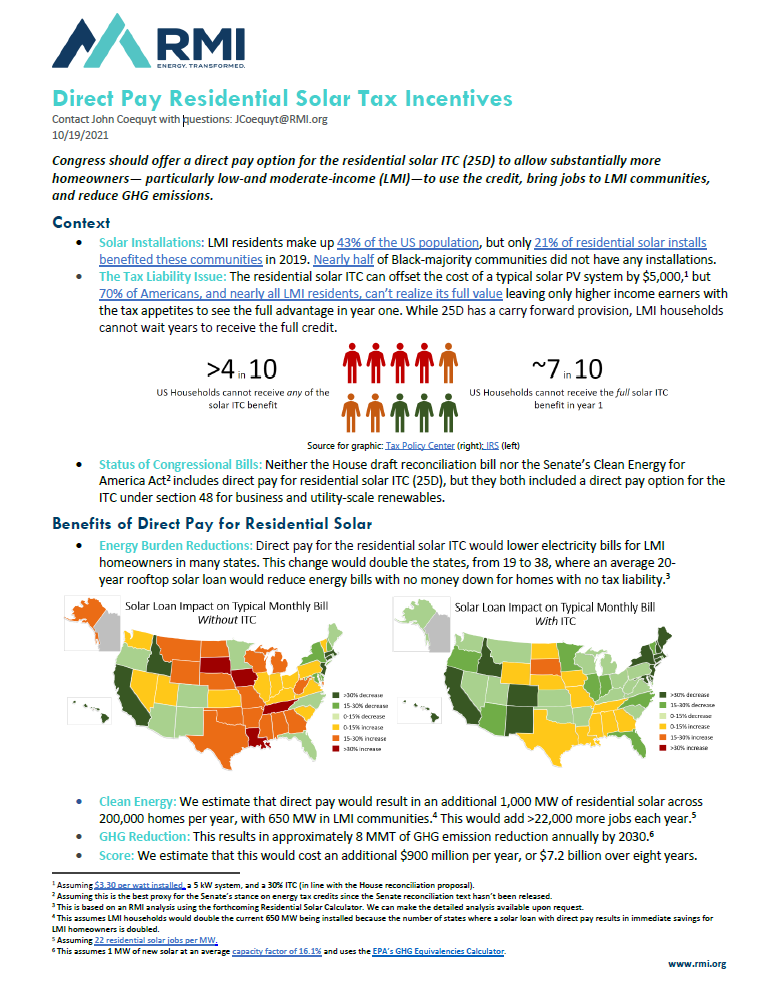 RMI
ENERGY. TRANSFORMED.
Direct Pay Residential Solar Tax Incentives
Contact John Coequyt with questions: JCoequyt@RMI.org
10/19/2021
Congress should offer a direct pay option for the residential solar ITC (25D) to allow substantially more
homeowners— particularly low-and moderate-income (LMI)—to use the credit, bring jobs to LMI communities,
and reduce GHG emissions.
Context
• Solar Installations: LMI residents make up 43% of the US population, but only 21% of residential solar installs
benefited these communities in 2019. Nearly half of Black-majority communities did not have any installations.
• The Tax Liability Issue: The residential solar ITC can offset the cost of a typical solar PV system by $5,000,¹ but
70% of Americans, and nearly all LMI residents, can't realize its full value leaving only higher income earners with
the tax appetites to see the full advantage in year one. While 25D has a carry forward provision, LMI households
cannot wait years to receive the full credit.
>4 in 10
US Households cannot receive any of the
solar ITC benefit
~7 in 10
US Households cannot receive the full solar ITC
benefit in year 1
Source for graphic: Tax Policy Center (right); IRS (left)
• Status of Congressional Bills: Neither the House draft reconciliation bill nor the Senate's Clean Energy for
America Act² includes direct pay for residential solar ITC (25D), but they both included a direct pay option for the
ITC under section 48 for business and utility-scale renewables.
Benefits of Direct Pay for Residential Solar
• Energy Burden Reductions: Direct pay for the residential solar ITC would lower electricity bills for LMI
homeowners in many states. This change would double the states, from 19 to 38, where an average 20-
year rooftop solar loan would reduce energy bills with no money down for homes with no tax liability.³
Solar Loan Impact on Typical Monthly Bill
Without ITC
>30% decrease
15-30% decrease
0-15% decrease
0-15% increase
15-30% increase
>30% increase
Solar Loan Impact on Typical Monthly Bill
With ITC
>30% decrease
15-30% decrease
0-15% decrease
0-15% increase
15-30% increase
>30% increase
• Clean Energy: We estimate that direct pay would result in an additional 1,000 MW of residential solar across
200,000 homes per year, with 650 MW in LMI communities.⁴ This would add >22,000 more jobs each year.⁵
• GHG Reduction: This results in approximately 8 MMT of GHG emission reduction annually by 2030.⁶
• Score: We estimate that this would cost an additional $900 million per year, or $7.2 billion over eight years.
¹ Assuming $3.30 per watt installed, a 5 kW system, and a 30% ITC (in line with the House reconciliation proposal).
² Assuming this is the best proxy for the Senate's stance on energy tax credits since the Senate reconciliation text hasn't been released.
³ This is based on an RMI analysis using the forthcoming Residential Solar Calculator. We can make the detailed analysis available upon request.
⁴ This assumes LMI households would double the current 650 MW being installed because the number of states where a solar loan with direct pay results in immediate savings for
LMI homeowners is doubled.
⁵ Assuming 22 residential solar jobs per MW.
⁶ This assumes 1 MW of new solar at an average capacity factor of 16.1% and uses the EPA's GHG Equivalencies Calculator.
www.rmi.org